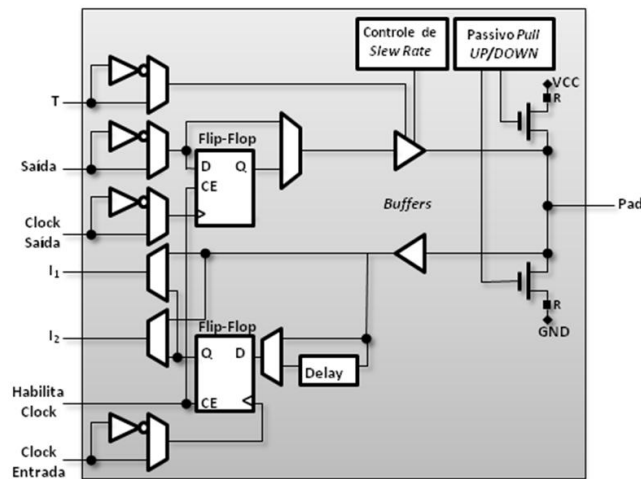 Controle de
Slew Rate
Passivo Pull
UP/DOWN
VCC
R
T
Flip-Flop
Saída
D
Q
CE
Clock
Saída
Buffers
Pad
I₁
I₂
Flip-Flop
Q
D
R
GND
Delay
Habilita
Clock
CE
Clock
Entrada